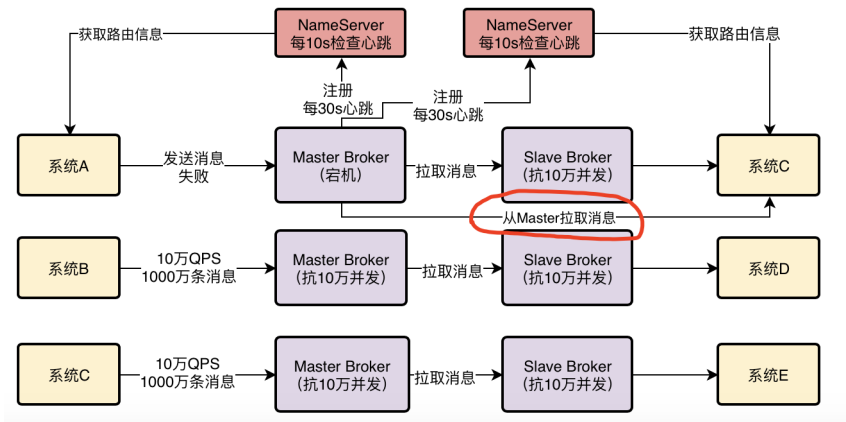 NameServer
每10s检查心跳
NameServer
每10s检查心跳
获取路由信息
获取路由信息
注册
每30s心跳
注册
每30s心跳
系统A
发送消息
失败
Master Broker
（宕机）
拉取消息
Slave Broker
（抗10万并发）
系统C
从Master拉取消息
系统B
10万QPS
1000万条消息
Master Broker
（抗10万并发）
拉取消息
Slave Broker
（抗10万并发）
系统D
系统C
10万QPS
1000万条消息
Master Broker
（抗10万并发）
拉取消息
Slave Broker
（抗10万并发）
系统E